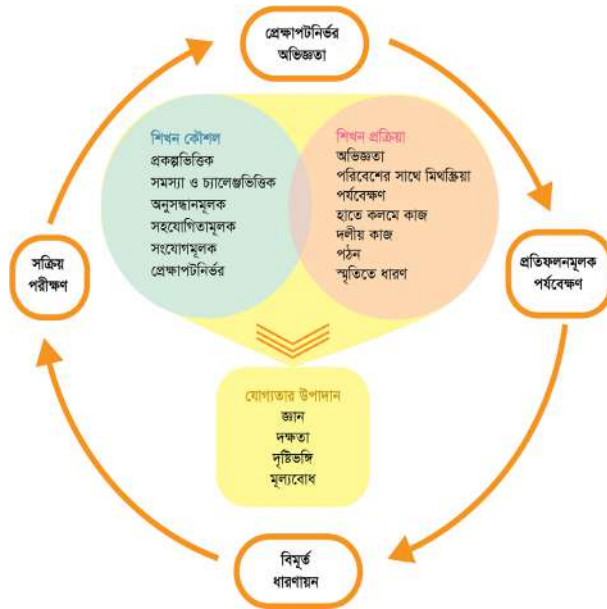 প্রেক্ষাপটনির্ভর
অভিজ্ঞতা
শিখন কৌশল
প্রকল্পভিত্তিক
সমস্যা ও চ্যালেঞ্জভিত্তিক
অনুসন্ধানমূলক
সহযোগিতামূলক
সংযোগমূলক
প্রেক্ষাপটনির্ভর
শিখন প্রক্রিয়া
অভিজ্ঞতা
পরিবেশের সাথে মিথষ্ক্রিয়া
পর্যবেক্ষণ
হাতে কলমে কাজ
দলীয় কাজ
পঠন
স্মৃতিতে ধারণ
সক্রিয়
পরীক্ষণ
প্রতিফলনমূলক
পর্যবেক্ষণ
যোগ্যতার উপাদান
জ্ঞান
দক্ষতা
দৃষ্টিভঙ্গি
মূল্যবোধ
বিমূর্ত
ধারণায়ন